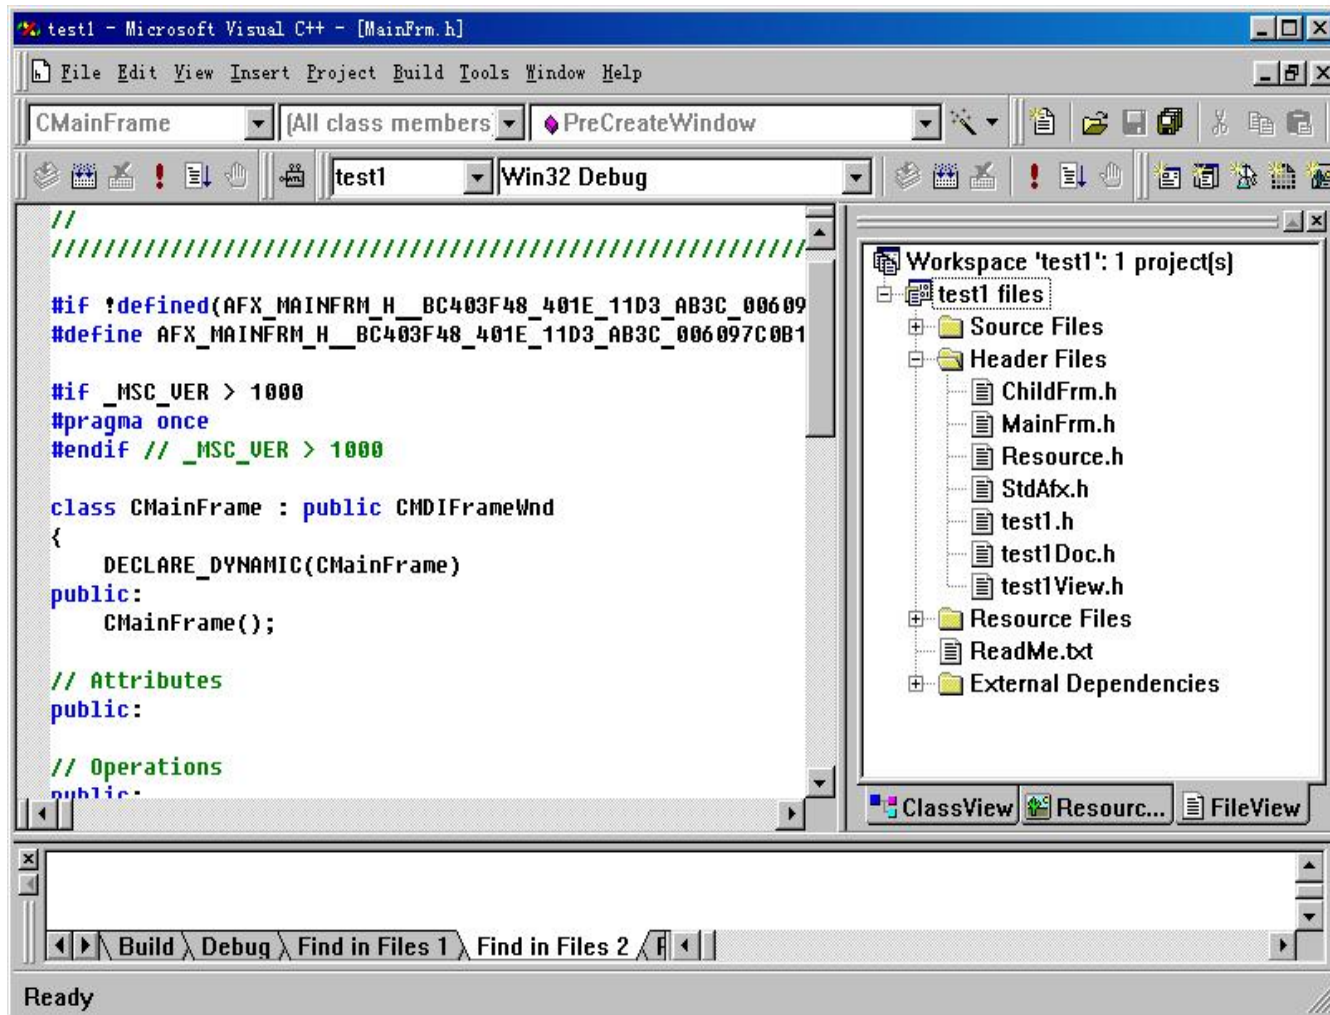 test1 - Microsoft Visual C++ - [MainFrm.h]
File Edit View Insert Project Build Tools Window Help
CMainFrame (All class members) PreCreateWindow
test1 Win32 Debug
//
////////////////////////////////////////////////////////
#if !defined(AFX_MAINFRM_H__BC403F48_401E_11D3_AB3C_00609
#define AFX_MAINFRM_H__BC403F48_401E_11D3_AB3C_006097C0B1
#if _MSC_VER > 1000
#pragma once
#endif // _MSC_VER > 1000
class CMainFrame : public CMDIFrameWnd
{
DECLARE_DYNAMIC(CMainFrame)
public:
CMainFrame();
// Attributes
public:
// Operations
public:
Workspace 'test1': 1 project(s)
test1 files
Source Files
Header Files
ChildFrm.h
MainFrm.h
Resource.h
StdAfx.h
test1.h
test1Doc.h
test1View.h
Resource Files
ReadMe.txt
External Dependencies
ClassView Resourc... FileView
Build Debug Find in Files 1 Find in Files 2
Ready